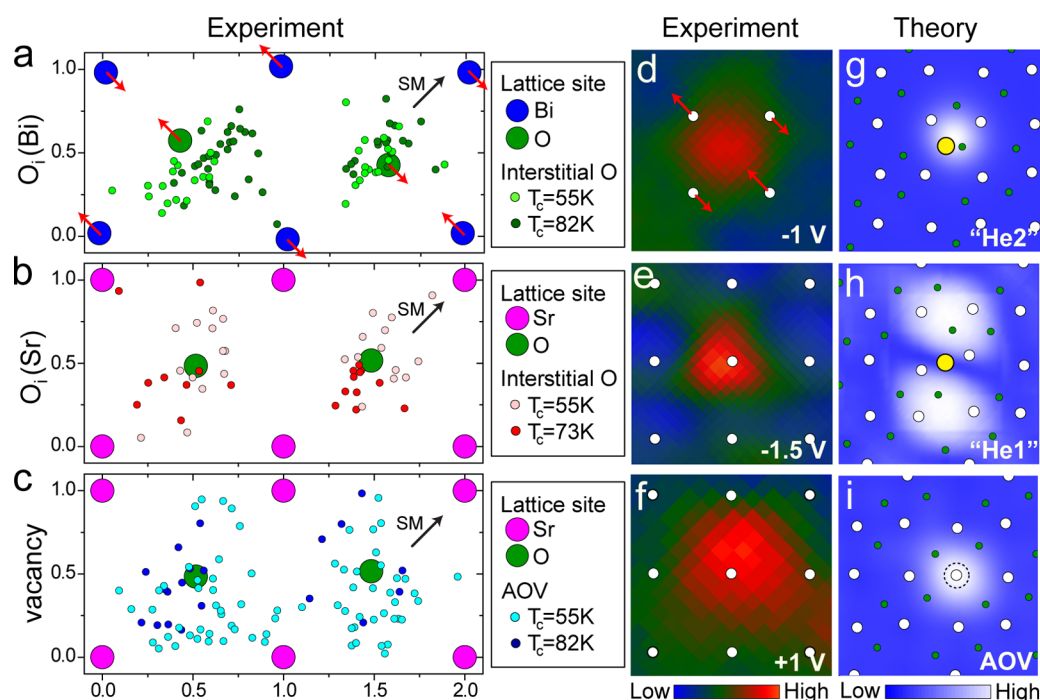 Experiment
Experiment
Theory
a
1.0
0.5
0.0
O_i (Bi)
SM
Lattice site
Bi
O
Interstitial O
T_c=55K
T_c=82K
d
-1 V
g
"He2"
b
1.0
0.5
0.0
O_i (Sr)
SM
Lattice site
Sr
O
Interstitial O
T_c=55K
T_c=73K
e
-1.5 V
h
"He1"
c
1.0
0.5
0.0
vacancy
SM
0.0 0.5 1.0 1.5 2.0
Lattice site
Sr
O
AOV
T_c=55K
T_c=82K
f
+1 V
i
AOV
Low High
Low High